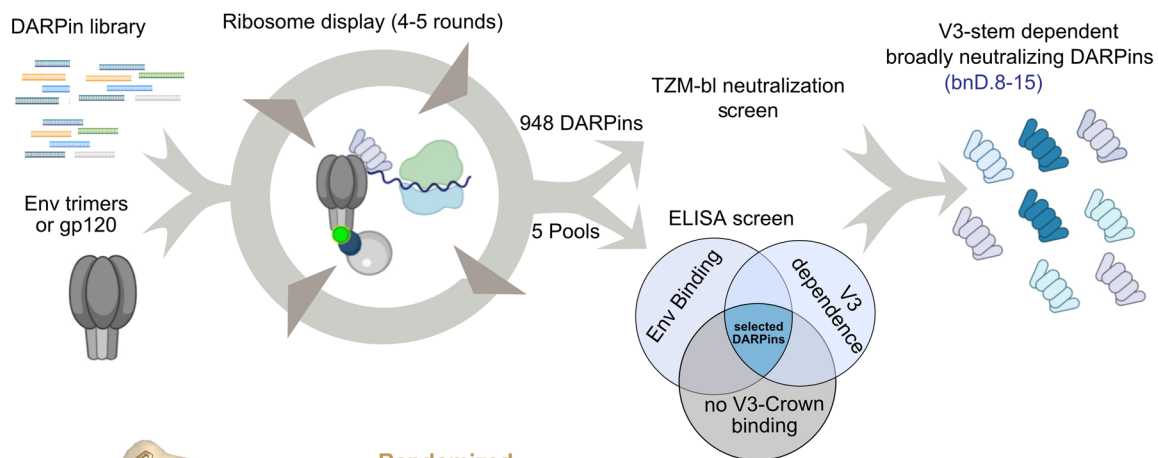 DARPin library
Env trimers
or gp120
Ribosome display (4-5 rounds)
948 DARPins
5 Pools
TZM-bl neutralization
screen
ELISA screen
Env Binding
V3
dependence
selected
DARPins
no V3-Crown
binding
V3-stem dependent
broadly neutralizing DARPins
(bnD.8-15)
Randomized